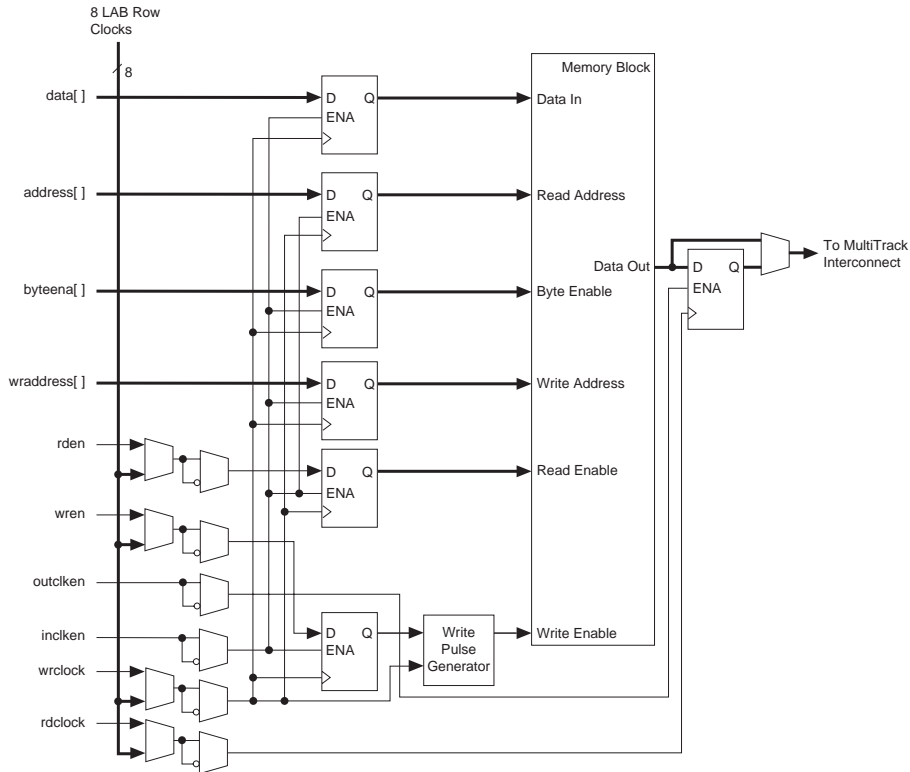 8 LAB Row
Clocks
8
Memory Block
data[ ]
D Q
ENA
Data In
address[ ]
D Q
ENA
Read Address
To MultiTrack
Interconnect
Data Out
D Q
ENA
byteena[ ]
D Q
ENA
Byte Enable
wraddress[ ]
D Q
ENA
Write Address
rden
D Q
ENA
Read Enable
wren
outclken
inclken
D Q
ENA
Write
Pulse
Generator
Write Enable
wrclock
rdclock